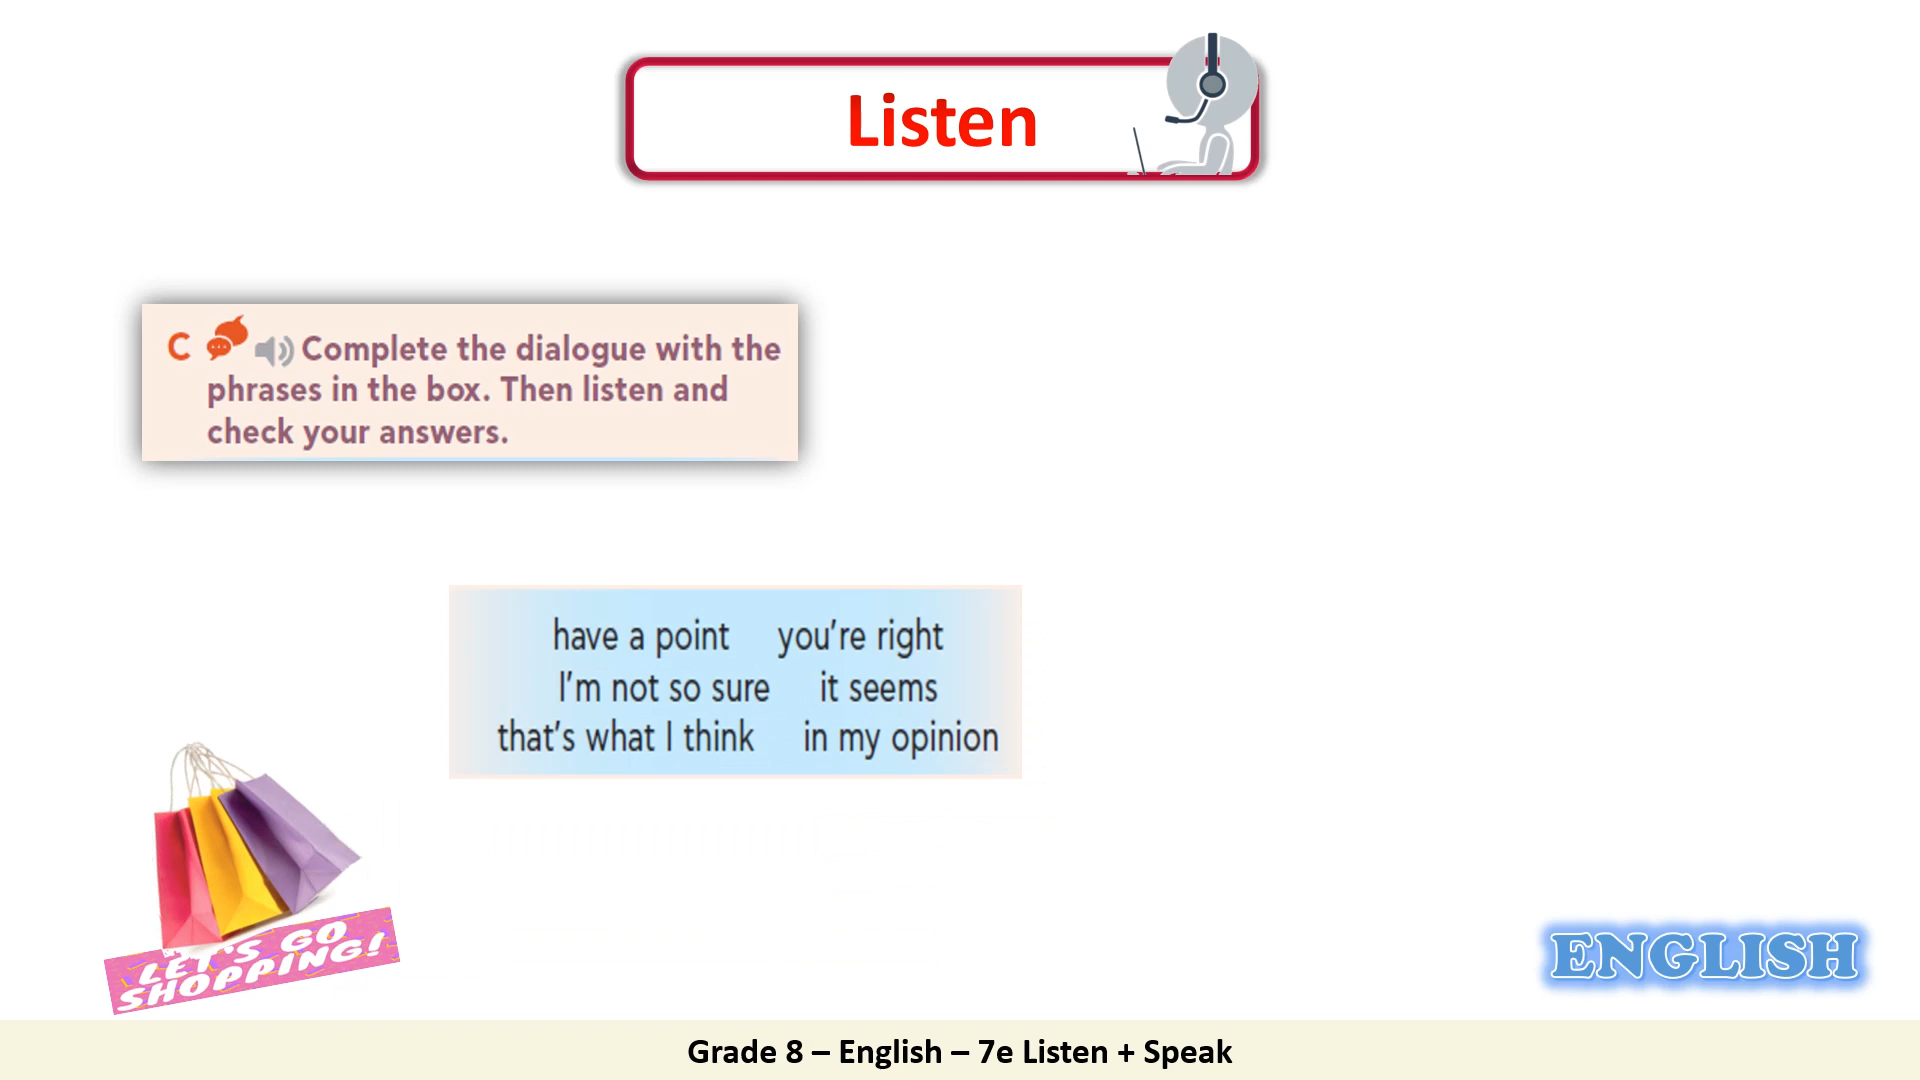 Listen
C Complete the dialogue with the
phrases in the box. Then listen and
check your answers.
have a point you're right
I'm not so sure it seems
that's what I think in my opinion
LET'S GO
SHOPPING!
ENGLISH
Grade 8 – English – 7e Listen + Speak